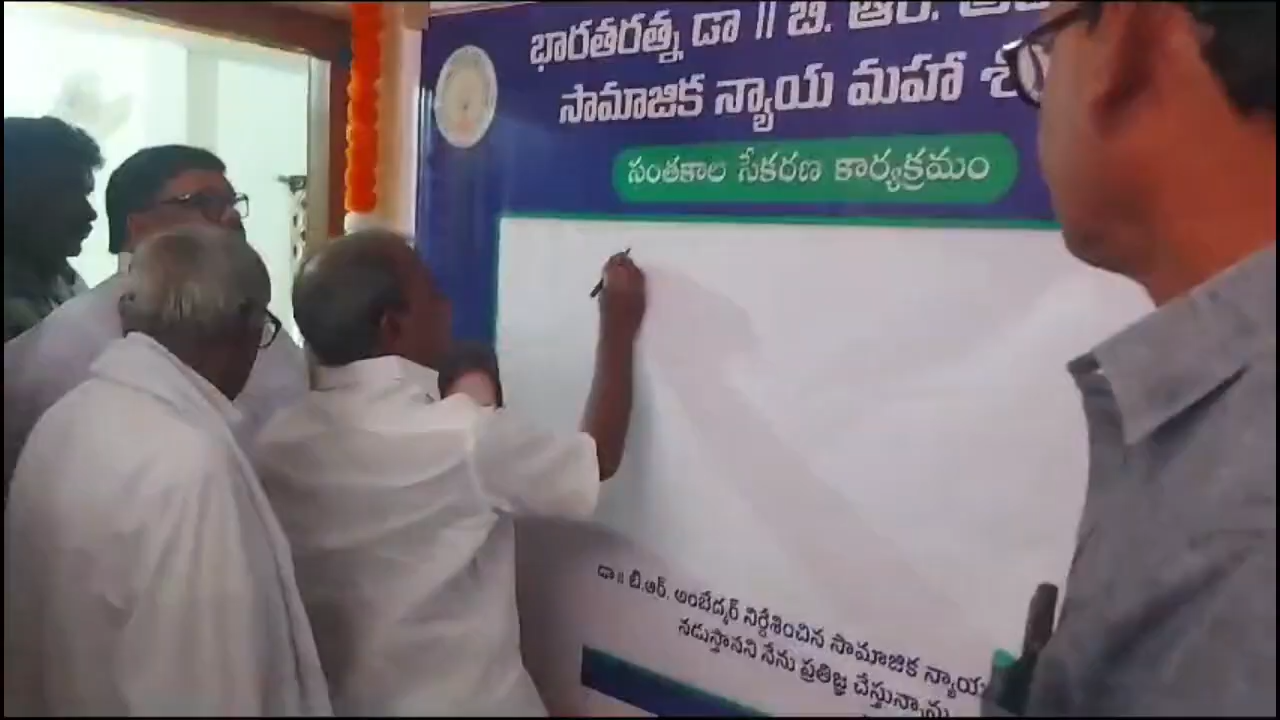 భారతరత్న డా॥ బి. ఆర్.
సామాజిక న్యాయ మహా
సంతకాల సేకరణ కార్యక్రమం
డా॥ బి.ఆర్. అంబేద్కర్ నిర్దేశించిన సామాజిక న్యాయ
నడుస్తానని నేను ప్రతిజ్ఞ చేస్తున్నాను